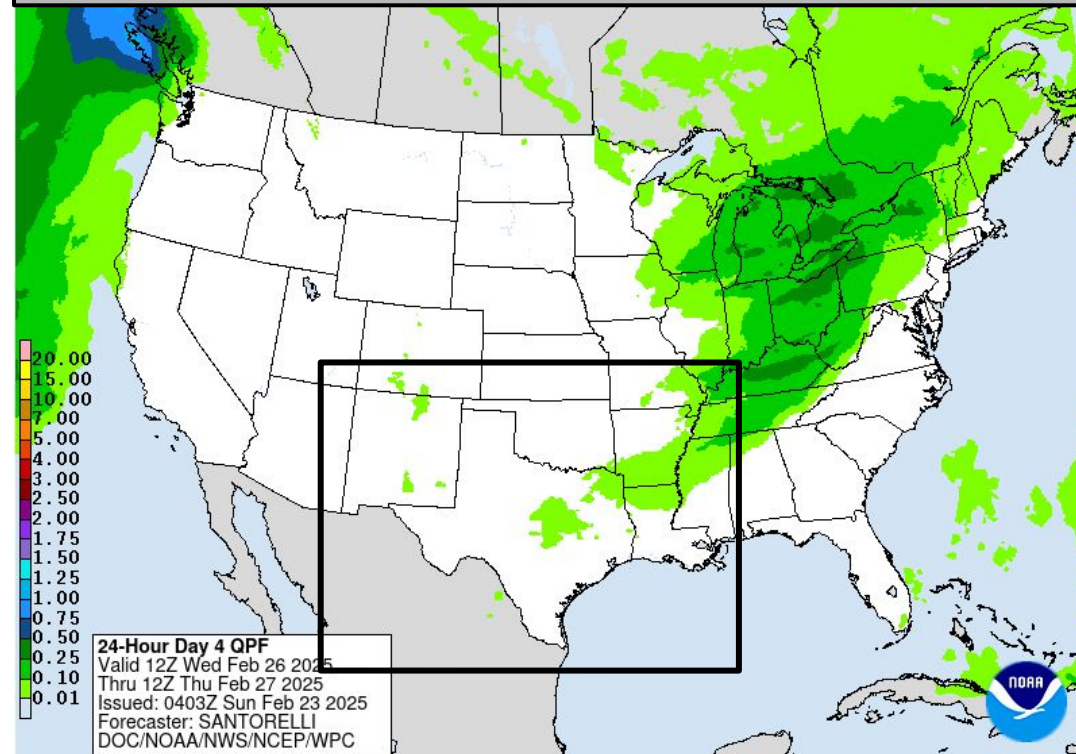 20.00
15.00
10.00
7.00
5.00
4.00
3.00
2.50
2.00
1.75
1.50
1.25
1.00
0.75
0.50
0.25
0.10
0.01
24-Hour Day 4 QPF
Valid 12Z Wed Feb 26 2025
Thru 12Z Thu Feb 27 2025
Issued: 0403Z Sun Feb 23 2025
Forecaster: SANTORELLI
DOC/NOAA/NWS/NCEP/WPC
NOAA